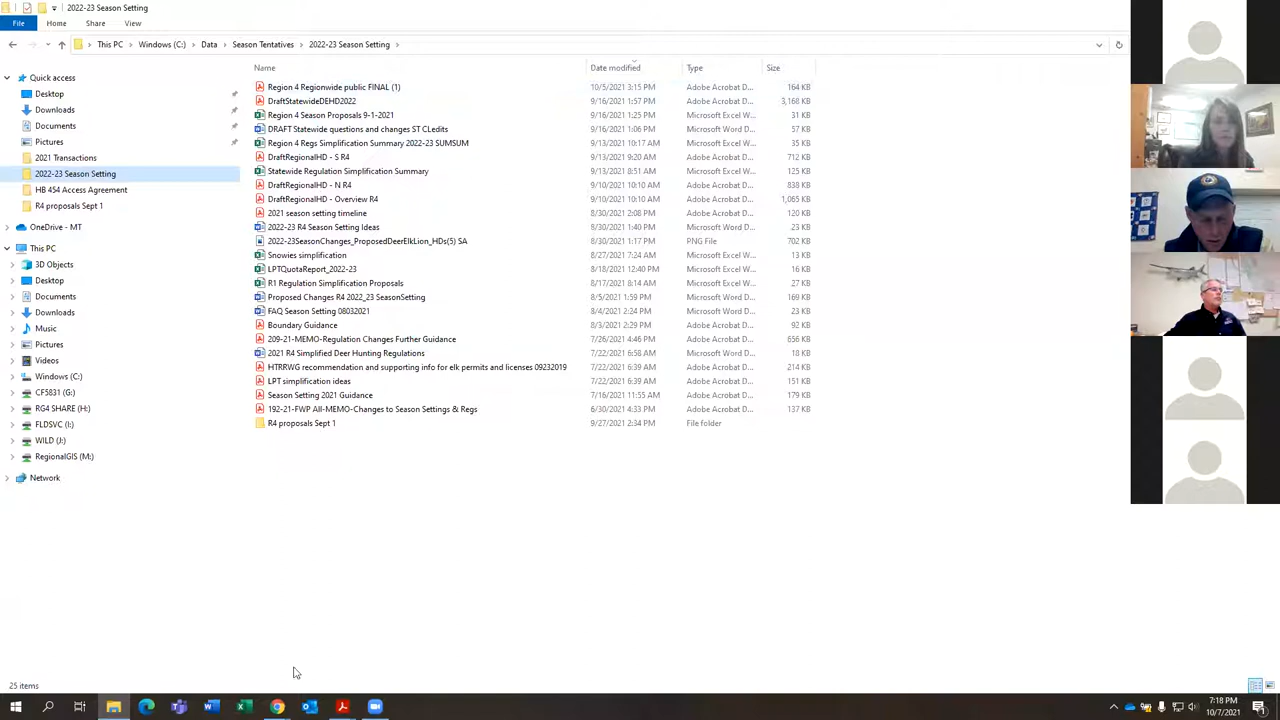 2022-23 Season Setting
File Home Share View
This PC Windows (C:) Data Season Tentatives 2022-23 Season Setting
Name Date modified Type Size
Quick access
Desktop
Downloads
Documents
Pictures
2021 Transactions
2022-23 Season Setting
HB 454 Access Agreement
R4 proposals Sept 1
OneDrive - MT
This PC
3D Objects
Desktop
Documents
Downloads
Music
Pictures
Videos
Windows (C:)
CF5831 (G:)
RG4 SHARE (H:)
FLDSVC (I:)
WILD (J:)
RegionalGIS (M:)
Network
Region 4 Regionwide public FINAL (1) 10/5/2021 3:15 PM Adobe Acrobat D... 164 KB
DraftStatewideDEHD2022 9/16/2021 1:57 PM Adobe Acrobat D... 3,168 KB
Region 4 Season Proposals 9-1-2021 9/16/2021 1:25 PM Microsoft Excel W... 31 KB
DRAFT Statewide questions and changes ST CLedits 9/16/2021 1:06 PM Microsoft Word D... 57 KB
Region 4 Regs Simplification Summary 2022-23 SUMSUM 9/13/2021 10:17 AM Microsoft Excel W... 35 KB
DraftRegionalHD - S R4 9/13/2021 9:20 AM Adobe Acrobat D... 712 KB
Statewide Regulation Simplification Summary 9/13/2021 8:51 AM Microsoft Excel W... 125 KB
DraftRegionalHD - N R4 9/10/2021 10:10 AM Adobe Acrobat D... 838 KB
DraftRegionalHD - Overview R4 9/10/2021 10:10 AM Adobe Acrobat D... 1,065 KB
2021 season setting timeline 8/30/2021 2:08 PM Adobe Acrobat D... 120 KB
2022-23 R4 Season Setting Ideas 8/30/2021 1:40 PM Microsoft Word D... 23 KB
2022-23SeasonChanges_ProposedDeerElkLion_HDs(5) SA 8/30/2021 1:17 PM PNG File 702 KB
Snowies simplification 8/27/2021 7:24 AM Microsoft Excel W... 13 KB
LPTQuotaReport_2022-23 8/18/2021 12:40 PM Microsoft Excel W... 16 KB
R1 Regulation Simplification Proposals 8/17/2021 8:14 AM Microsoft Excel W... 27 KB
Proposed Changes R4 2022_23 SeasonSetting 8/5/2021 1:59 PM Microsoft Word D... 169 KB
FAQ Season Setting 08032021 8/4/2021 2:24 PM Microsoft Word D... 23 KB
Boundary Guidance 8/3/2021 2:29 PM Adobe Acrobat D... 92 KB
209-21-MEMO-Regulation Changes Further Guidance 7/26/2021 4:46 PM Adobe Acrobat D... 656 KB
2021 R4 Simplified Deer Hunting Regulations 7/22/2021 6:58 AM Microsoft Word D... 18 KB
HTRRWG recommendation and supporting info for elk permits and licenses 09232019 7/22/2021 6:39 AM Adobe Acrobat D... 214 KB
LPT simplification ideas 7/22/2021 6:39 AM Adobe Acrobat D... 151 KB
Season Setting 2021 Guidance 7/16/2021 11:55 AM Adobe Acrobat D... 179 KB
192-21-FWP All-MEMO-Changes to Season Settings & Regs 6/30/2021 4:33 PM Adobe Acrobat D... 137 KB
R4 proposals Sept 1 9/27/2021 2:34 PM File folder
25 items
7:18 PM
10/7/2021